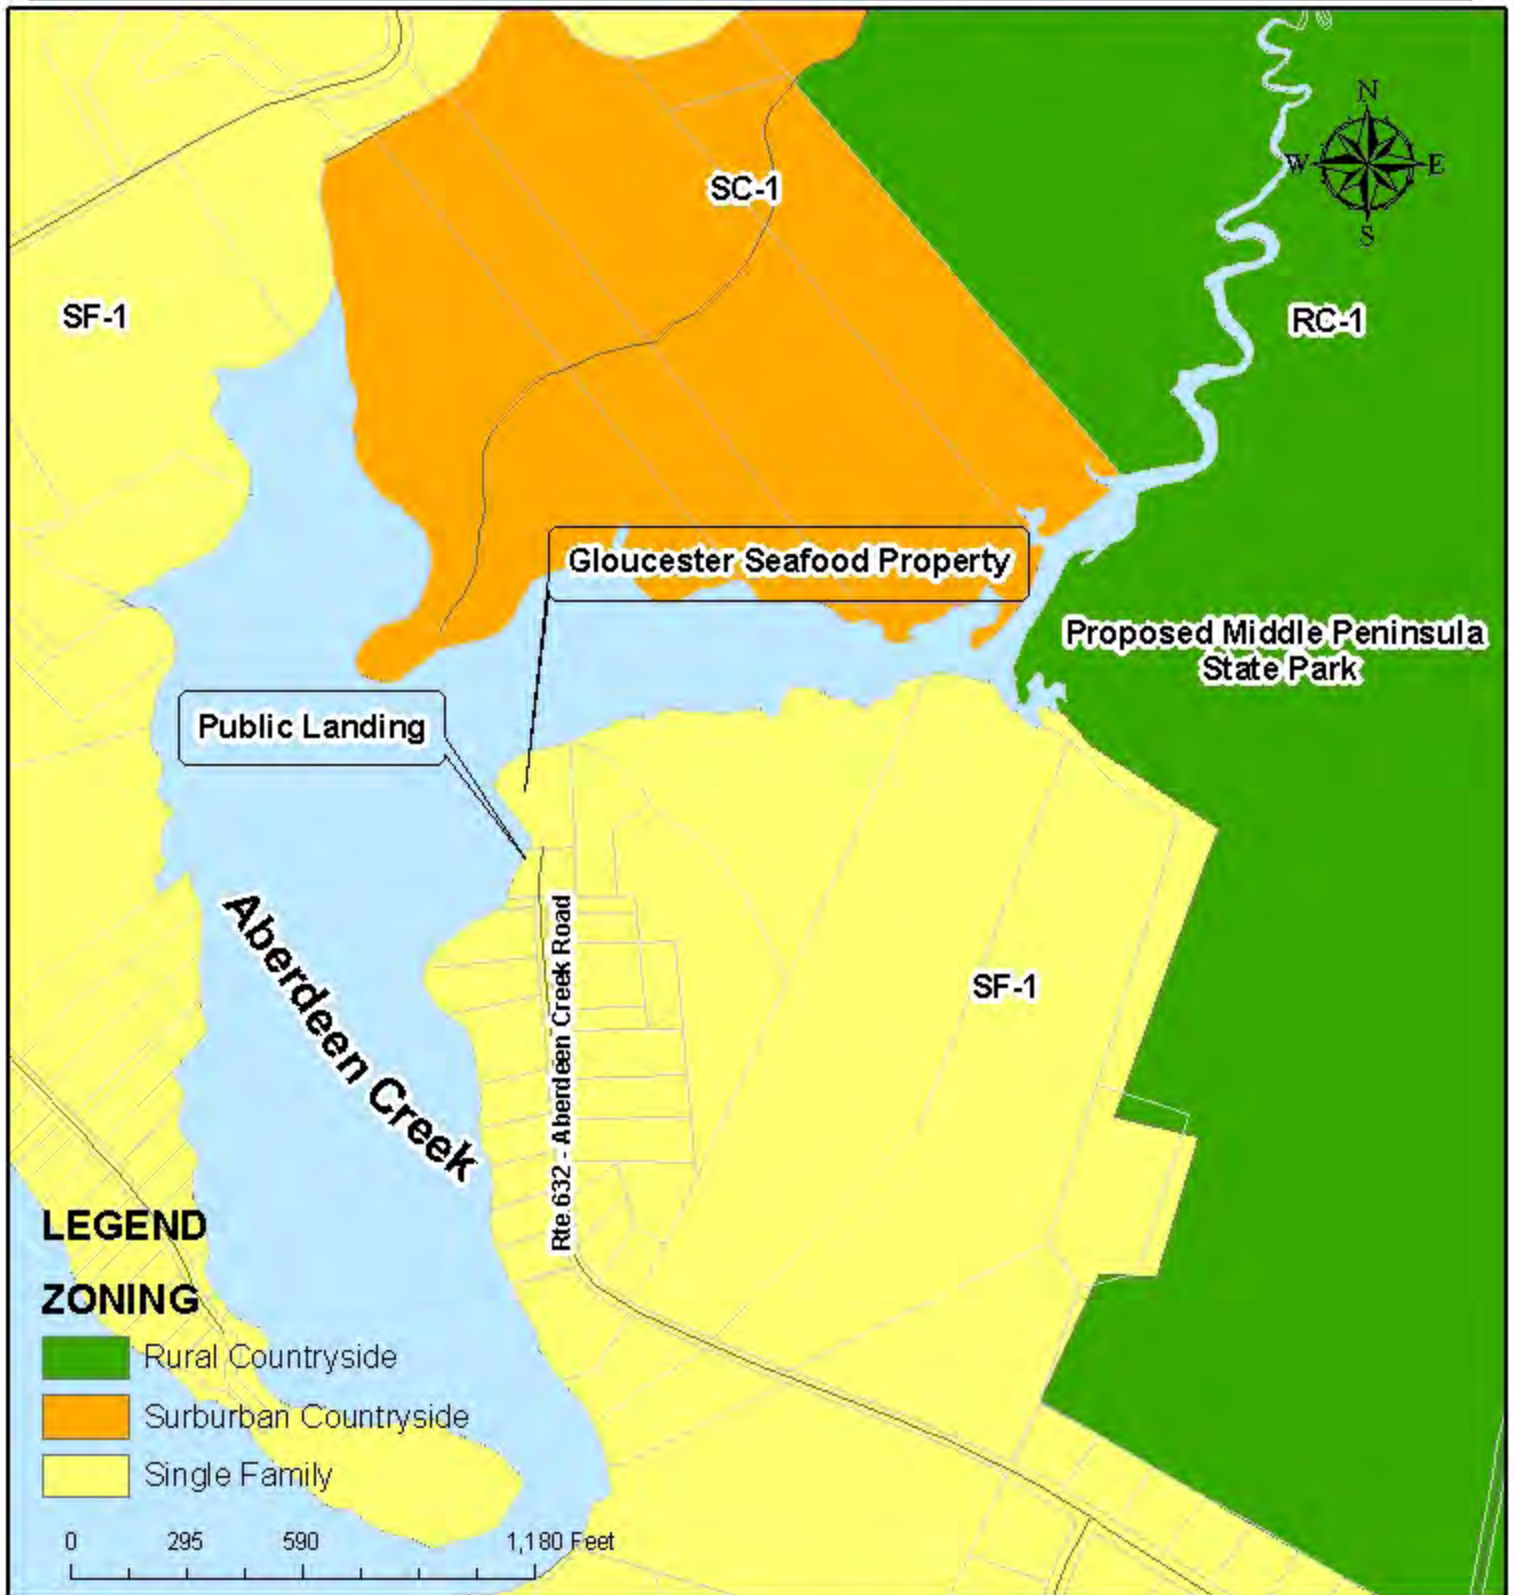 N
W E
S
SC-1
SF-1
RC-1
Gloucester Seafood Property
Proposed Middle Peninsula
State Park
Public Landing
Aberdeen Creek
Rte 632 - Aberdeen Creek Road
SF-1
LEGEND
ZONING
Rural Countryside
Surburban Countryside
Single Family
0 295 590 1,180 Feet